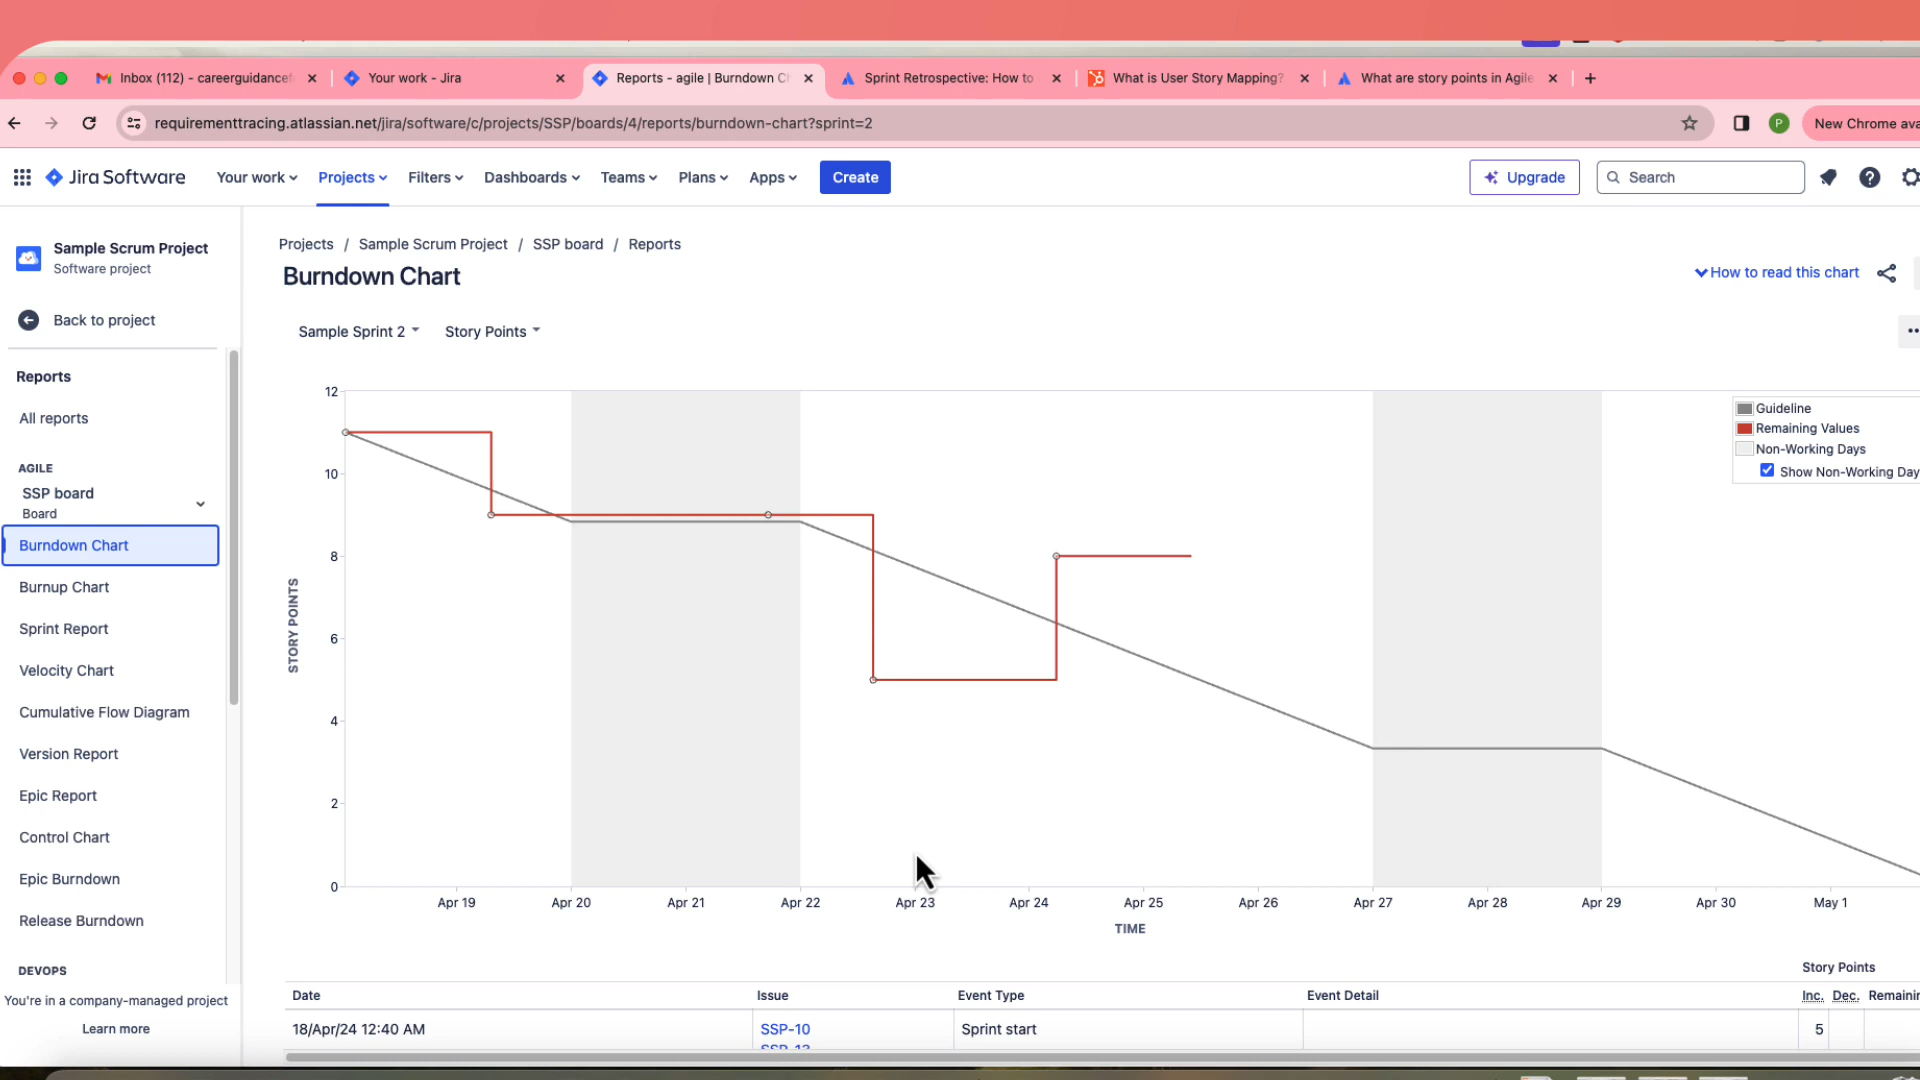 Inbox (112) - careerguidancef
Your work - Jira
Reports - agile | Burndown Ch
Sprint Retrospective: How to
What is User Story Mapping?
What are story points in Agile
requirementtracing.atlassian.net/jira/software/c/projects/SSP/boards/4/reports/burndown-chart?sprint=2
P
New Chrome ava
Jira Software
Your work
Projects
Filters
Dashboards
Teams
Plans
Apps
Create
Upgrade
Search
Sample Scrum Project
Software project
Back to project
Reports
All reports
AGILE
SSP board
Board
Burndown Chart
Burnup Chart
Sprint Report
Velocity Chart
Cumulative Flow Diagram
Version Report
Epic Report
Control Chart
Epic Burndown
Release Burndown
DEVOPS
You're in a company-managed project
Learn more
Projects / Sample Scrum Project / SSP board / Reports
Burndown Chart
How to read this chart
Sample Sprint 2
Story Points
12
10
8
6
4
2
0
STORY POINTS
Guideline
Remaining Values
Non-Working Days
Show Non-Working Day
Apr 19 Apr 20 Apr 21 Apr 22 Apr 23 Apr 24 Apr 25 Apr 26 Apr 27 Apr 28 Apr 29 Apr 30 May 1
TIME
Story Points
Date Issue Event Type Event Detail Inc. Dec. Remainin
18/Apr/24 12:40 AM SSP-10 Sprint start 5